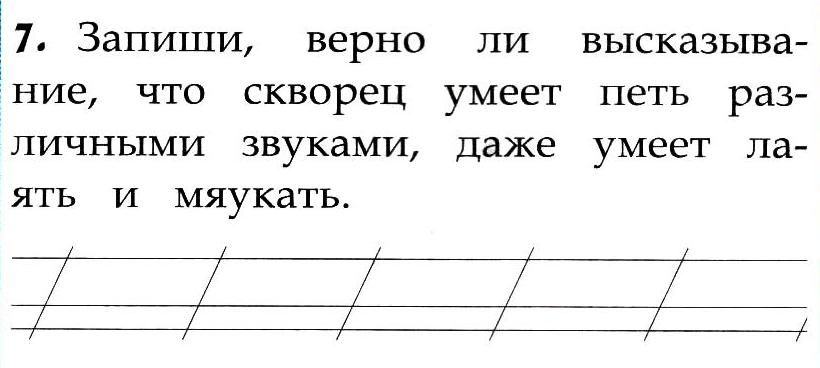 7. Запиши, верно ли высказыва-
ние, что скворец умеет петь раз-
личными звуками, даже умеет ла-
ять и мяукать.